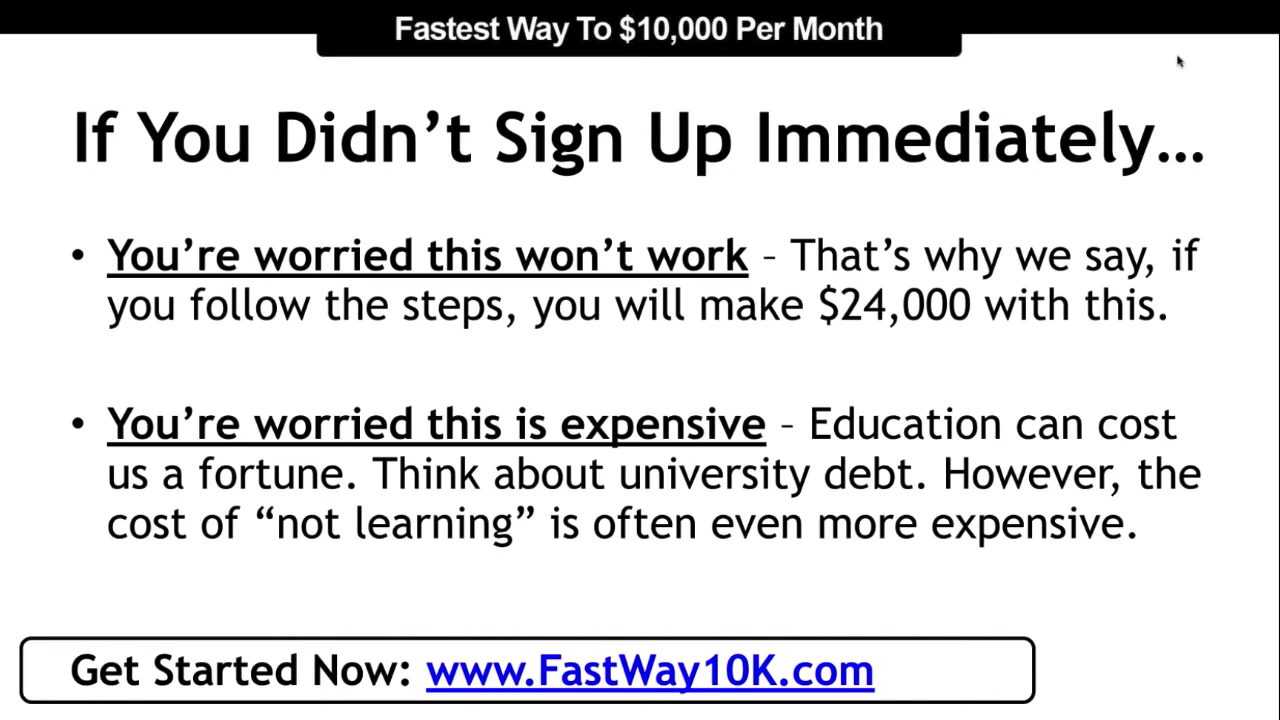 Fastest Way To $10,000 Per Month
If You Didn’t Sign Up Immediately…
• You’re worried this won’t work – That’s why we say, if
you follow the steps, you will make $24,000 with this.
• You’re worried this is expensive – Education can cost
us a fortune. Think about university debt. However, the
cost of “not learning” is often even more expensive.
Get Started Now: www.FastWay10K.com